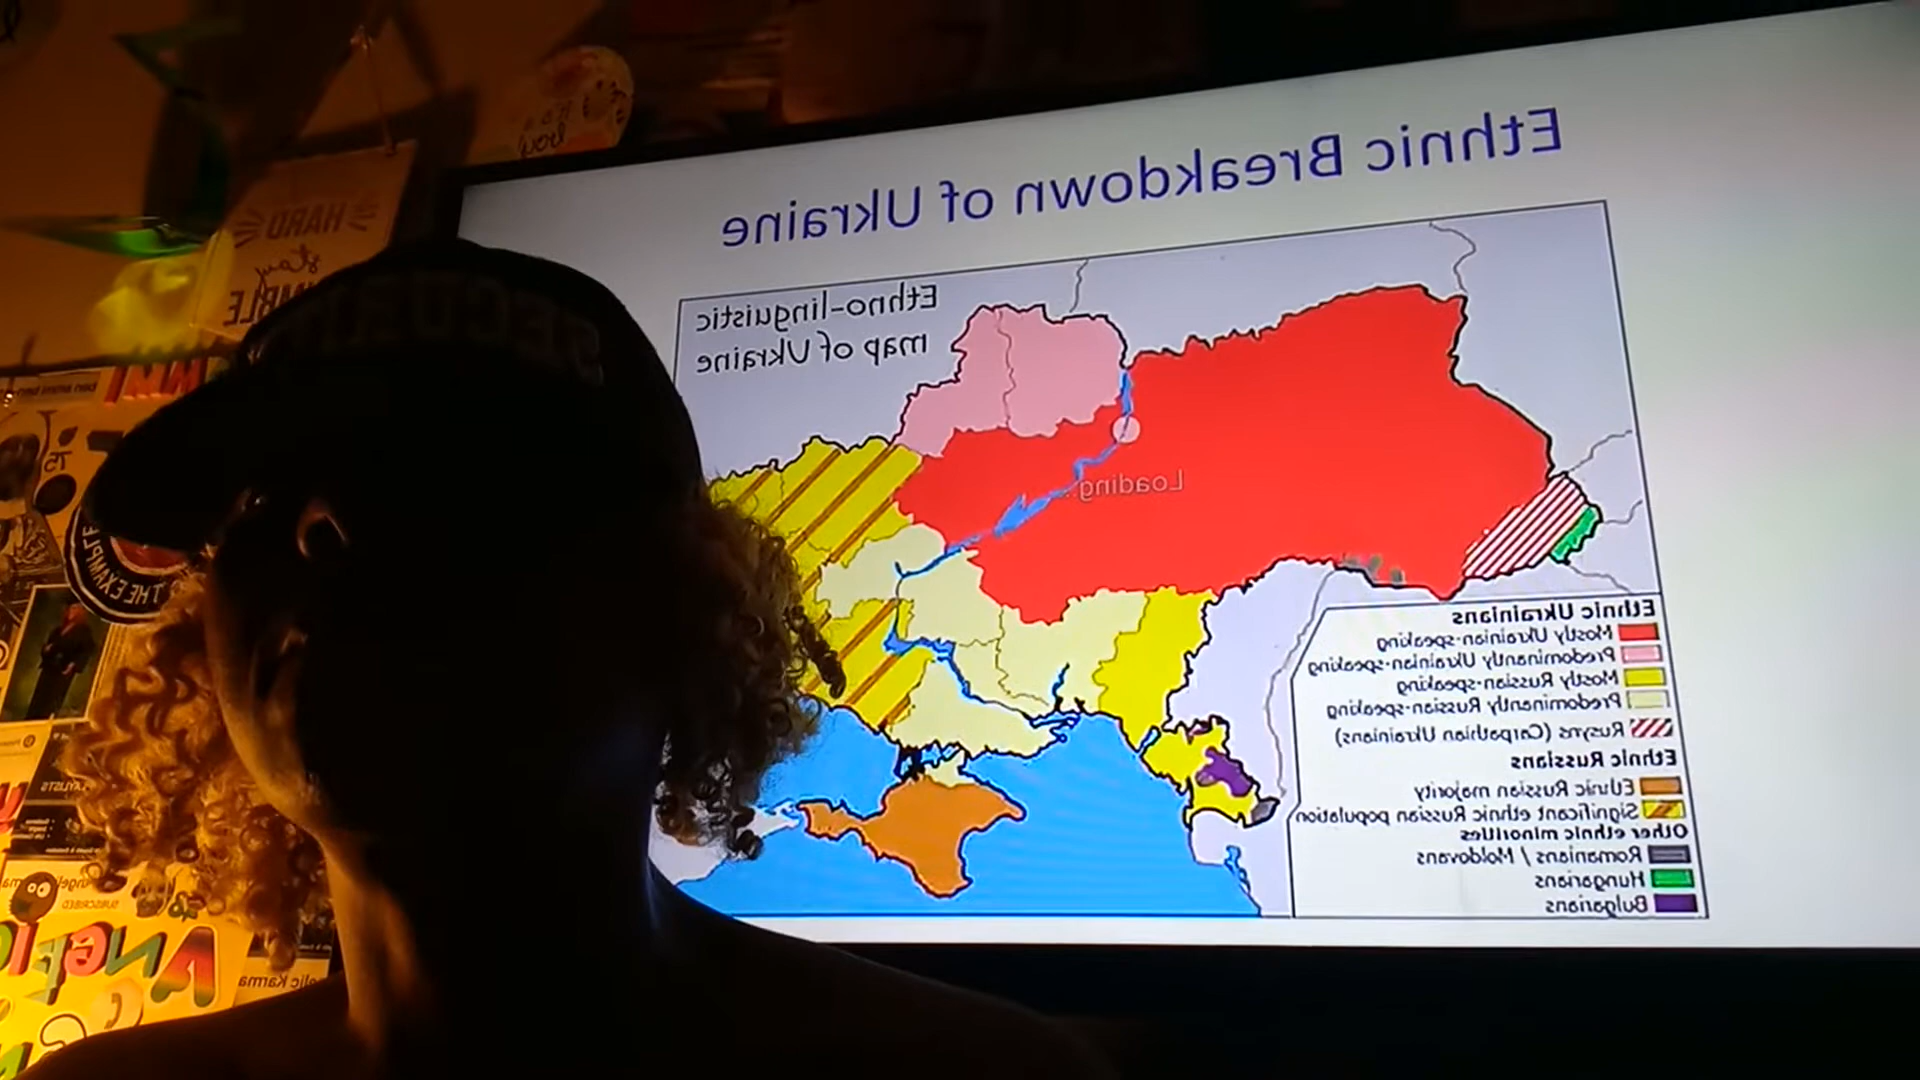 Ethnic Breakdown of Ukraine
Ethno-linguistic
map of Ukraine
Loading...
Ethnic Ukrainians
Mostly Ukrainian-speaking
Predominantly Ukrainian-speaking
Mostly Russian-speaking
Predominantly Russian-speaking
Rusyns (Carpathian Ukrainians)
Ethnic Russians
Ethnic Russian majority
Significant ethnic Russian population
Other ethnic minorities
Romanians / Moldovans
Hungarians
Bulgarians
HARD
stay
THE EXAMPLE
SUBSCRIBED